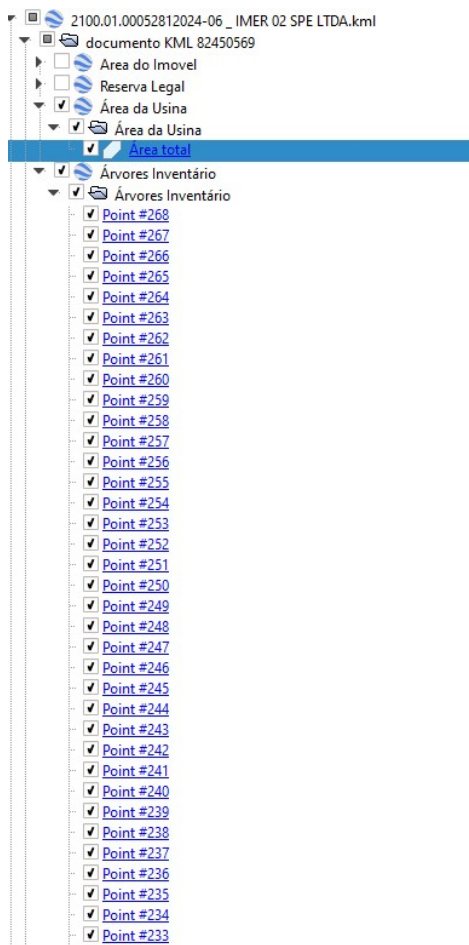 2100.01.00052812024-06 _ IMER 02 SPE LTDA.kml
documento KML 82450569
Area do Imovel
Reserva Legal
Área da Usina
Área da Usina
Área total
Árvores Inventário
Árvores Inventário
Point #268
Point #267
Point #266
Point #265
Point #264
Point #263
Point #262
Point #261
Point #260
Point #259
Point #258
Point #257
Point #256
Point #255
Point #254
Point #253
Point #252
Point #251
Point #250
Point #249
Point #248
Point #247
Point #246
Point #245
Point #244
Point #243
Point #242
Point #241
Point #240
Point #239
Point #238
Point #237
Point #236
Point #235
Point #234
Point #233